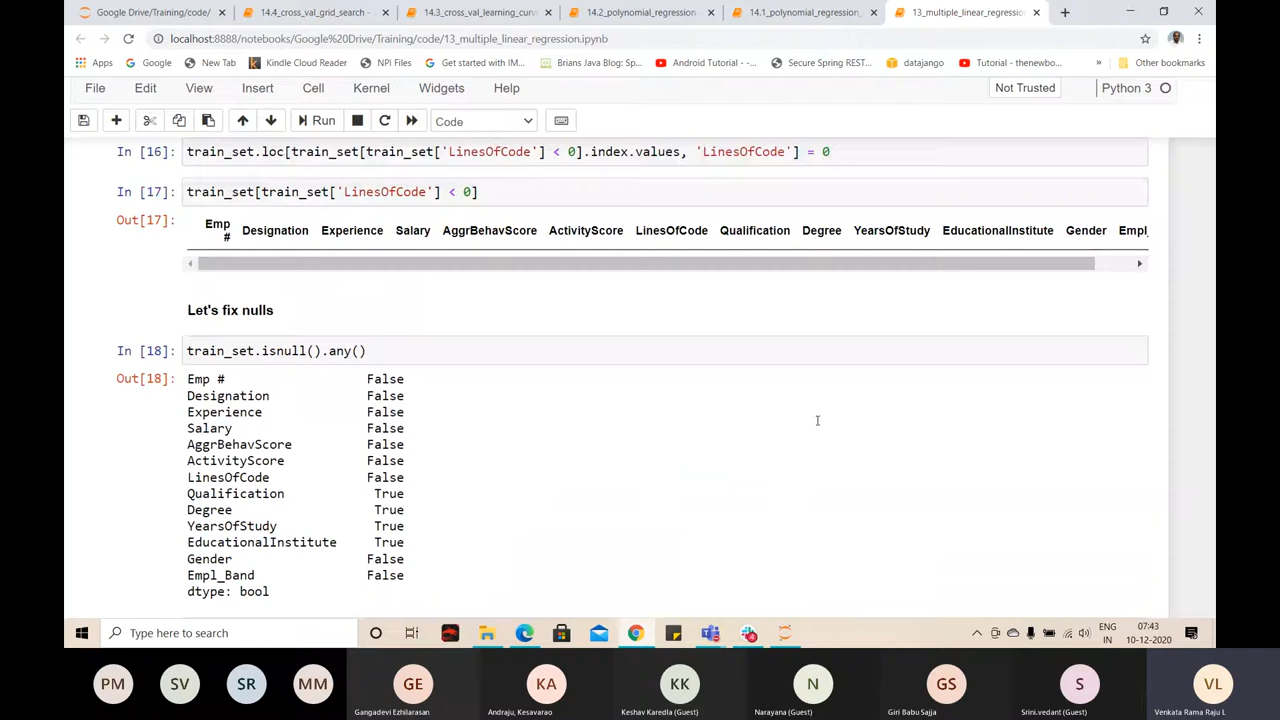 Google Drive/Training/code/
14.4_cross_val_grid_search -
14.3_cross_val_learning_curv
14.2_polynomial_regression
14.1_polynomial_regression_
13_multiple_linear_regressio
localhost:8888/notebooks/Google%20Drive/Training/code/13_multiple_linear_regression.ipynb
Apps Google New Tab Kindle Cloud Reader NPI Files Get started with IM... Brians Java Blog: Sp... Android Tutorial - -... Secure Spring REST... datajango Tutorial - thenewbo... » Other bookmarks
File Edit View Insert Cell Kernel Widgets Help Not Trusted Python 3
Run Code
In [16]: train_set.loc[train_set[train_set['LinesOfCode'] < 0].index.values, 'LinesOfCode'] = 0
In [17]: train_set[train_set['LinesOfCode'] < 0]
Out[17]:
Emp # Designation Experience Salary AggrBehavScore ActivityScore LinesOfCode Qualification Degree YearsOfStudy EducationalInstitute Gender Empl_
Let's fix nulls
In [18]: train_set.isnull().any()
Out[18]: Emp # False
Designation False
Experience False
Salary False
AggrBehavScore False
ActivityScore False
LinesOfCode False
Qualification True
Degree True
YearsOfStudy True
EducationalInstitute True
Gender False
Empl_Band False
dtype: bool
Type here to search
4
ENG
IN
07:43
10-12-2020
PM SV SR MM GE KA KK N GS S VL
Gangadevi Ezhilarasan
Andraju, Kesavarao
Keshav Karedla (Guest)
Narayana (Guest)
Giri Babu Sajja
Srini.vedant (Guest)
Venkata Rama Raju L